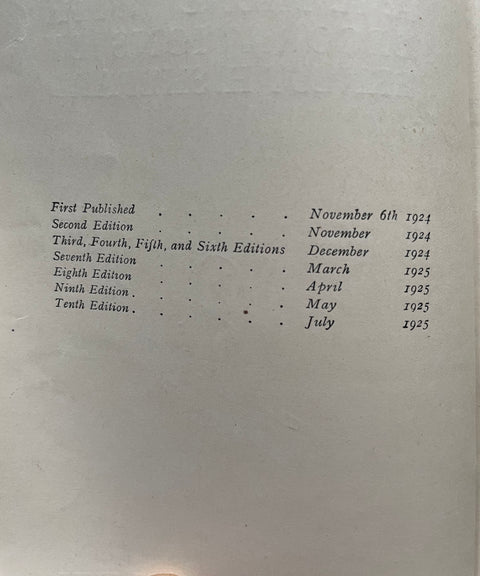 First Published . . . . . November 6th 1924
Second Edition . . . . . November 1924
Third, Fourth, Fifth, and Sixth Editions December 1924
Seventh Edition . . . . . March 1925
Eighth Edition . . . . . April 1925
Ninth Edition . . . . . . May 1925
Tenth Edition . . . . . . July 1925